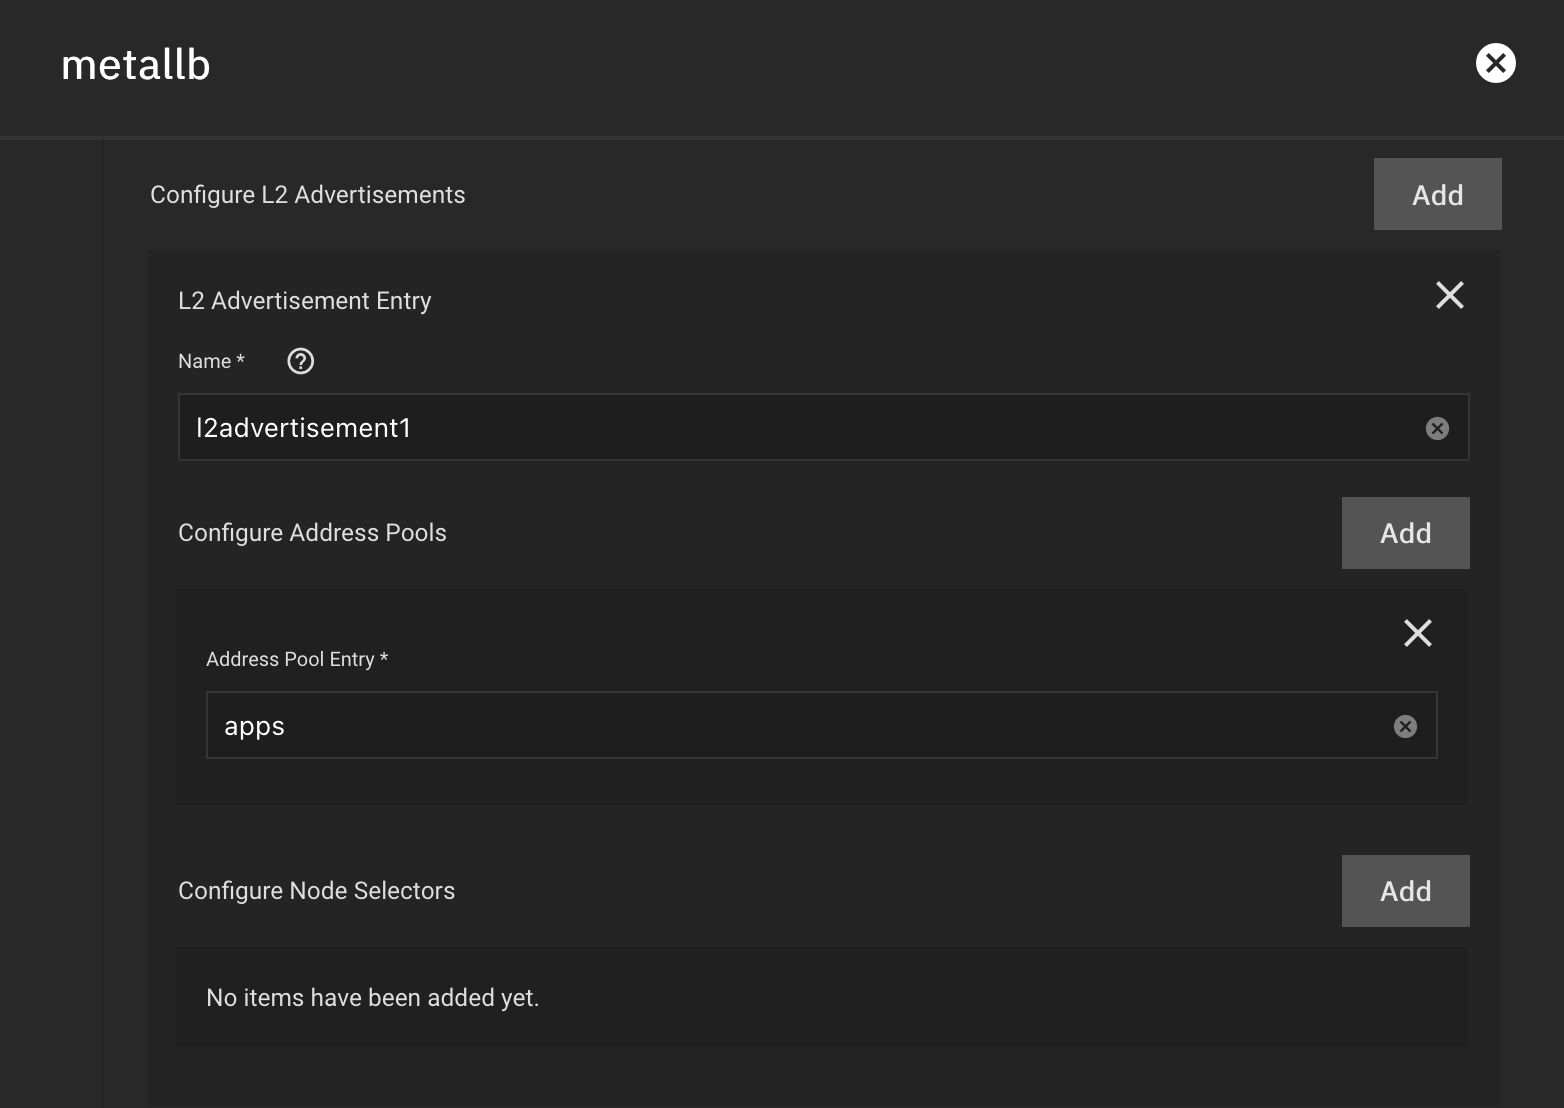 metallb
Configure L2 Advertisements
Add
L2 Advertisement Entry
Name *
l2advertisement1
Configure Address Pools
Add
Address Pool Entry *
apps
Configure Node Selectors
Add
No items have been added yet.